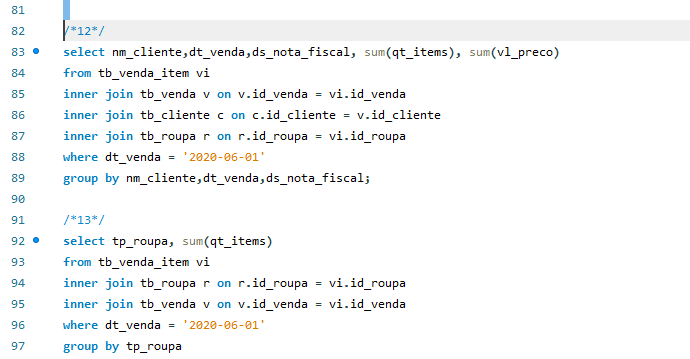 81
82 /*12*/
83 select nm_cliente,dt_venda,ds_nota_fiscal, sum(qt_items), sum(vl_preco)
84 from tb_venda_item vi
85 inner join tb_venda v on v.id_venda = vi.id_venda
86 inner join tb_cliente c on c.id_cliente = v.id_cliente
87 inner join tb_roupa r on r.id_roupa = vi.id_roupa
88 where dt_venda = '2020-06-01'
89 group by nm_cliente,dt_venda,ds_nota_fiscal;
90
91 /*13*/
92 select tp_roupa, sum(qt_items)
93 from tb_venda_item vi
94 inner join tb_roupa r on r.id_roupa = vi.id_roupa
95 inner join tb_venda v on v.id_venda = vi.id_venda
96 where dt_venda = '2020-06-01'
97 group by tp_roupa